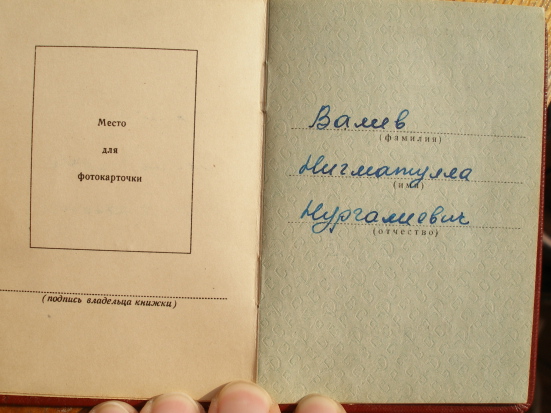 Место
для
фотокарточки
(подпись владельца книжки)
Валиев
(фамилия)
Нигматулла
(имя)
Нургалиевич
(отчество)